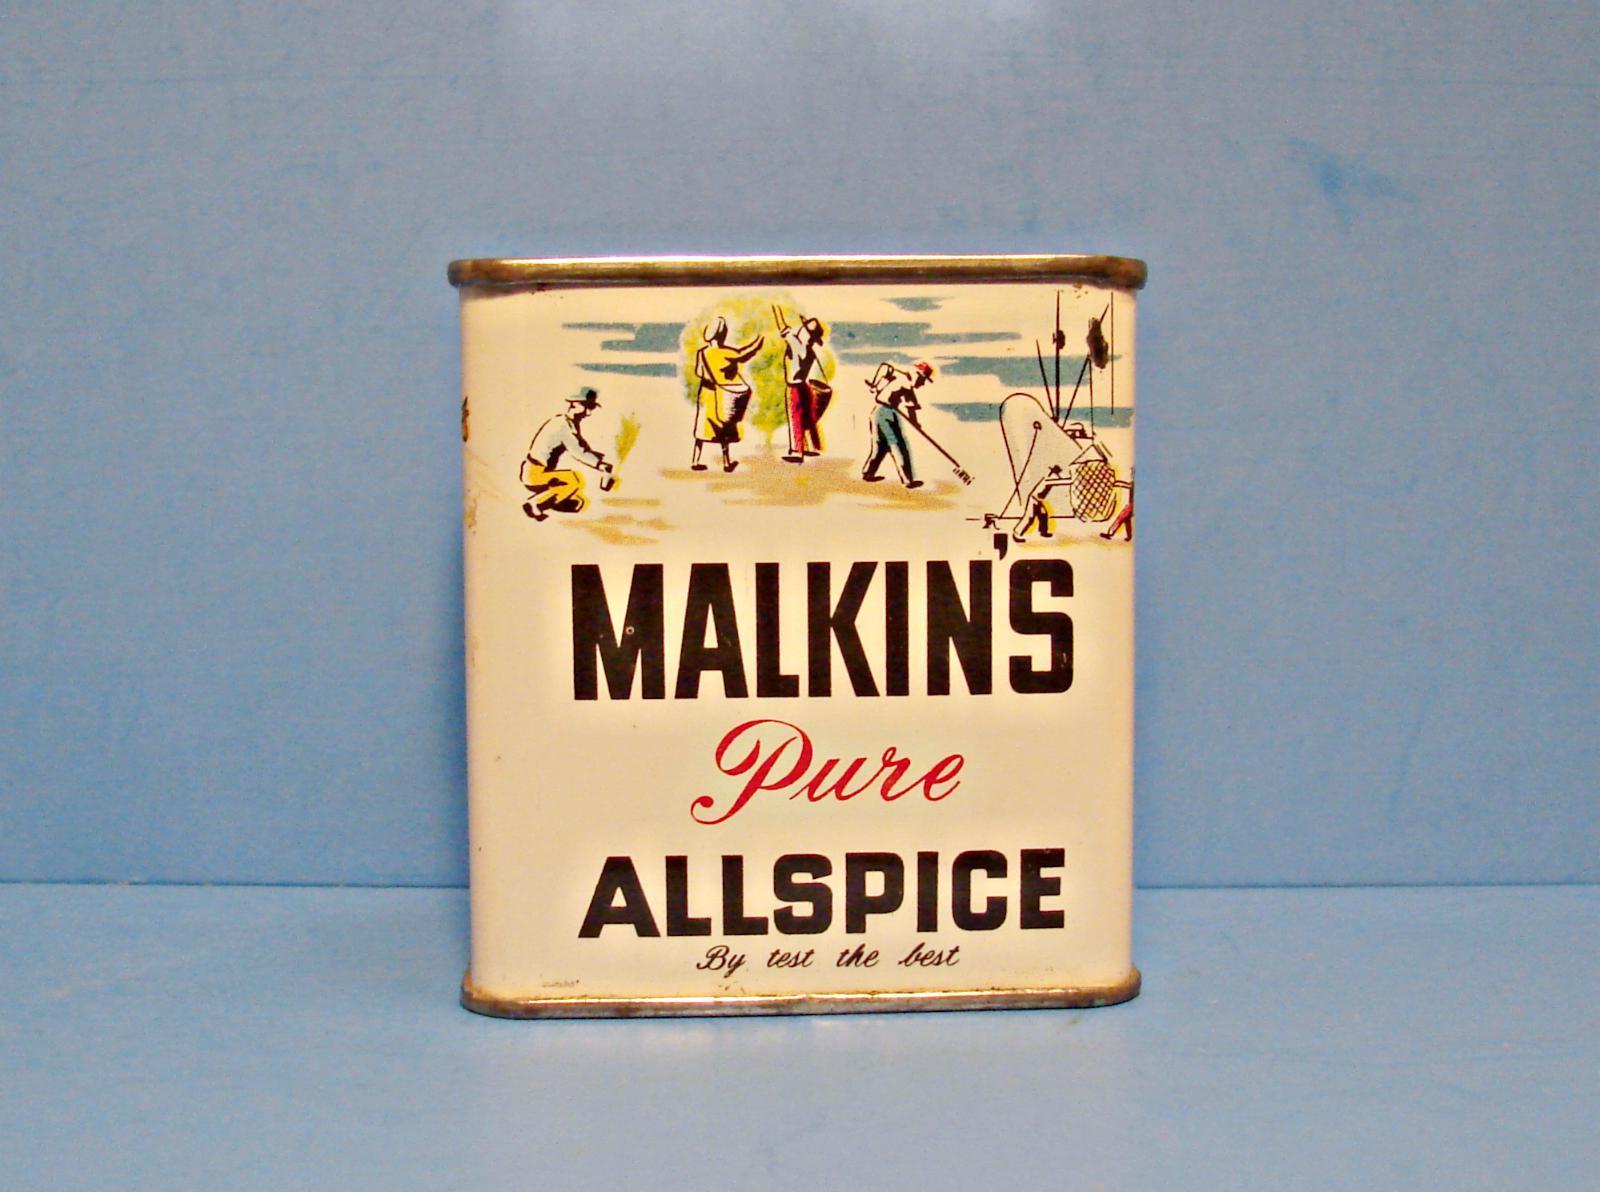 MALKIN'S
Pure
ALLSPICE
By test the best